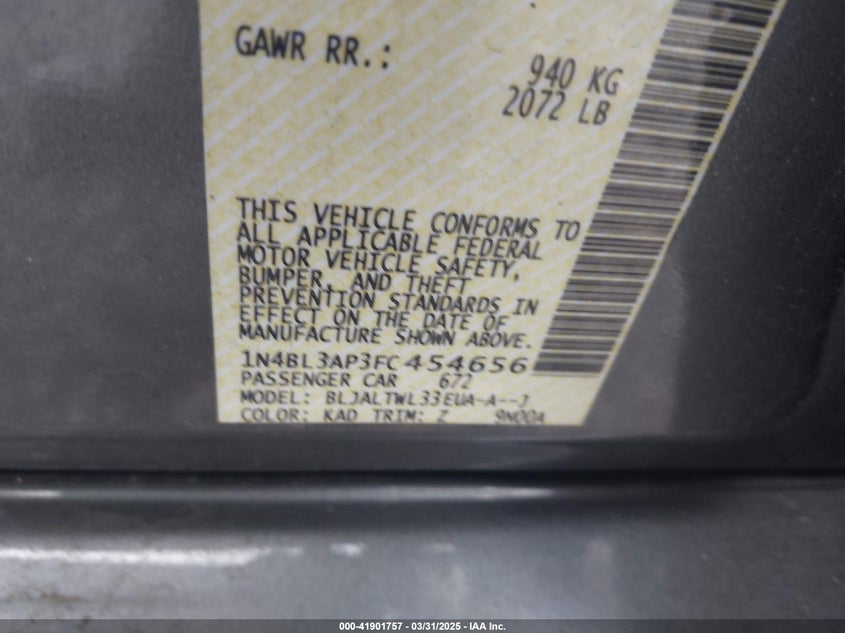 GAWR RR.:
940 KG
2072 LB
THIS VEHICLE CONFORMS TO
ALL APPLICABLE FEDERAL
MOTOR VEHICLE SAFETY,
BUMPER, AND THEFT
PREVENTION STANDARDS IN
EFFECT ON THE DATE OF
MANUFACTURE SHOWN ABOVE.
1N4BL3AP3FC454656
PASSENGER CAR 672
MODEL: BLJALTWL33EUA-A--J
COLOR: KAD TRIM: Z 9N00A
000-41901757 - 03/31/2025 - IAA Inc.